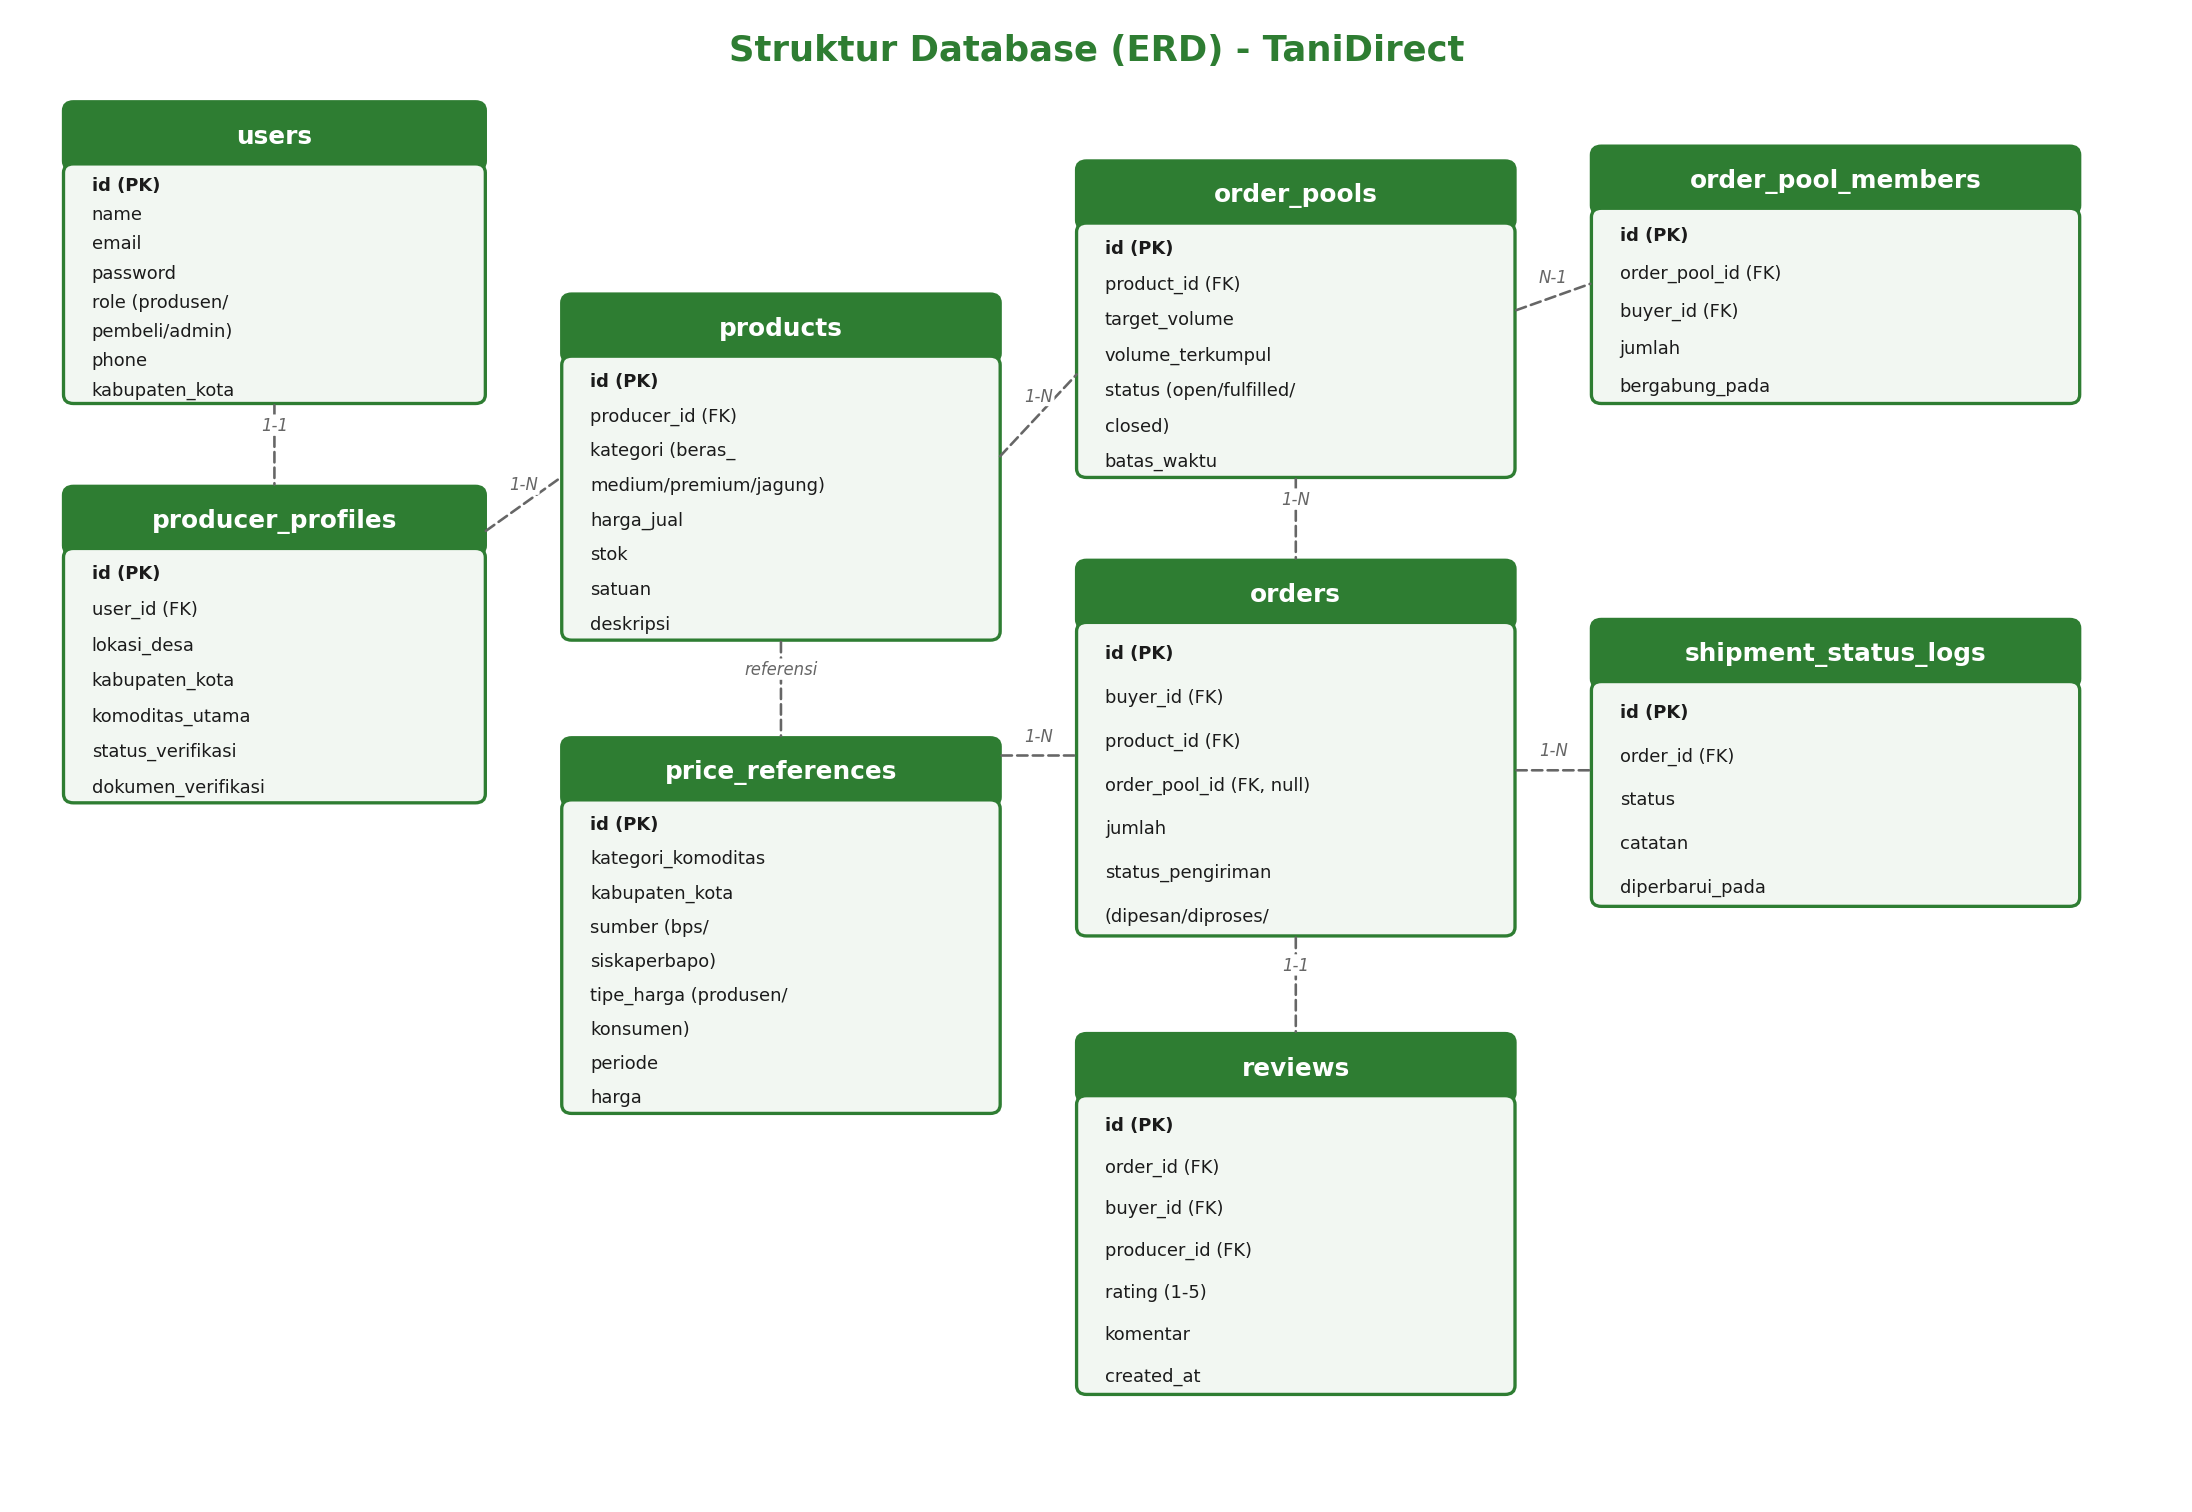 Struktur Database (ERD) - TaniDirect
users
id (PK)
name
email
password
role (produsen/
pembeli/admin)
phone
kabupaten_kota
1-1
producer_profiles
id (PK)
user_id (FK)
lokasi_desa
kabupaten_kota
komoditas_utama
status_verifikasi
dokumen_verifikasi
1-N
products
id (PK)
producer_id (FK)
kategori (beras_
medium/premium/jagung)
harga_jual
stok
satuan
deskripsi
referensi
price_references
id (PK)
kategori_komoditas
kabupaten_kota
sumber (bps/
siskaperbapo)
tipe_harga (produsen/
konsumen)
periode
harga
1-N
1-N
order_pools
id (PK)
product_id (FK)
target_volume
volume_terkumpul
status (open/fulfilled/
closed)
batas_waktu
1-N
orders
id (PK)
buyer_id (FK)
product_id (FK)
order_pool_id (FK, null)
jumlah
status_pengiriman
(dipesan/diproses/
1-1
reviews
id (PK)
order_id (FK)
buyer_id (FK)
producer_id (FK)
rating (1-5)
komentar
created_at
N-1
order_pool_members
id (PK)
order_pool_id (FK)
buyer_id (FK)
jumlah
bergabung_pada
1-N
shipment_status_logs
id (PK)
order_id (FK)
status
catatan
diperbarui_pada